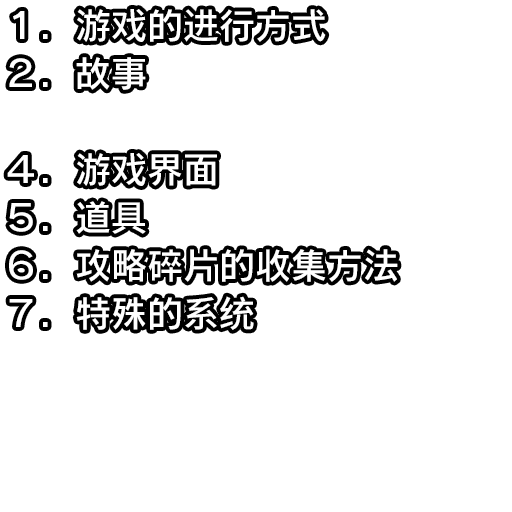 １．游戏的进行方式
２．故事
４．游戏界面
５．道具
６．攻略碎片的收集方法
７．特殊的系统